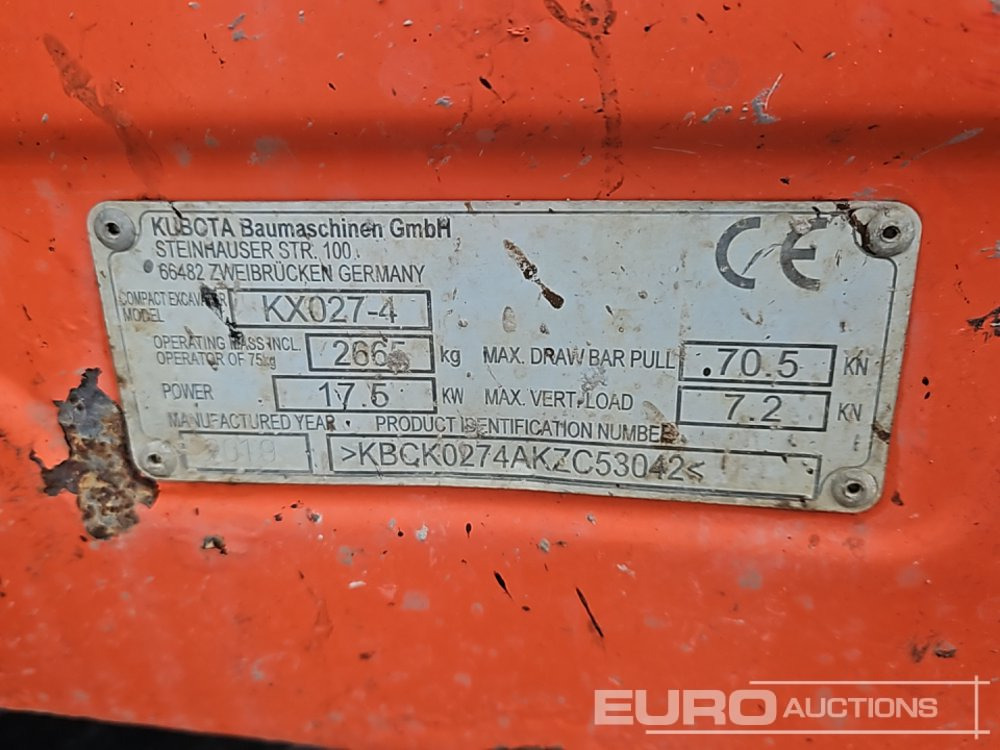 KUBOTA Baumaschinen GmbH
STEINHAUSER STR. 100
66482 ZWEIBRÜCKEN GERMANY
CE
COMPACT EXCAVATOR MODEL KX027-4
OPERATING MASS INCL. OPERATOR OF 75kg 2665 kg MAX. DRAW BAR PULL 70.5 KN
POWER 17.5 KW MAX. VERT. LOAD 7.2 KN
MANUFACTURED YEAR PRODUCT IDENTIFICATION NUMBER
2018 >KBCK0274AKZC53042<
EURO AUCTIONS